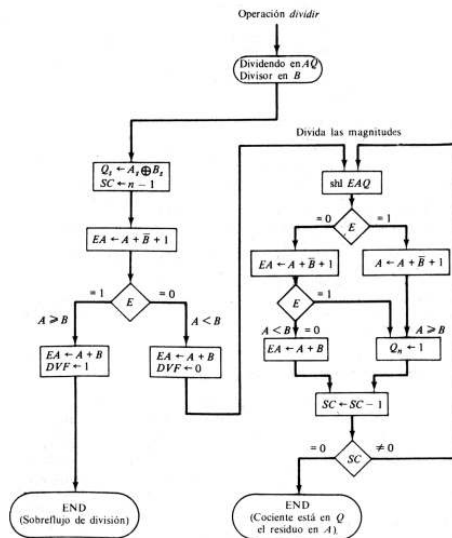 Operación dividir
Dividendo en AQ
Divisor en B
Divida las magnitudes
Qs ← As ⊕ Bs
SC ← n − 1
shl EAQ
E
= 0
= 1
EA ← A + B̅ + 1
EA ← A + B̅ + 1
A ← A + B̅ + 1
E
= 1
= 0
E
= 1
A ≥ B
A < B
A < B
= 0
A ≥ B
EA ← A + B
DVF ← 1
EA ← A + B
DVF ← 0
EA ← A + B
Qn ← 1
SC ← SC − 1
= 0
SC
≠ 0
END
(Sobreflujo de división)
END
(Cociente está en Q
el residuo en A)